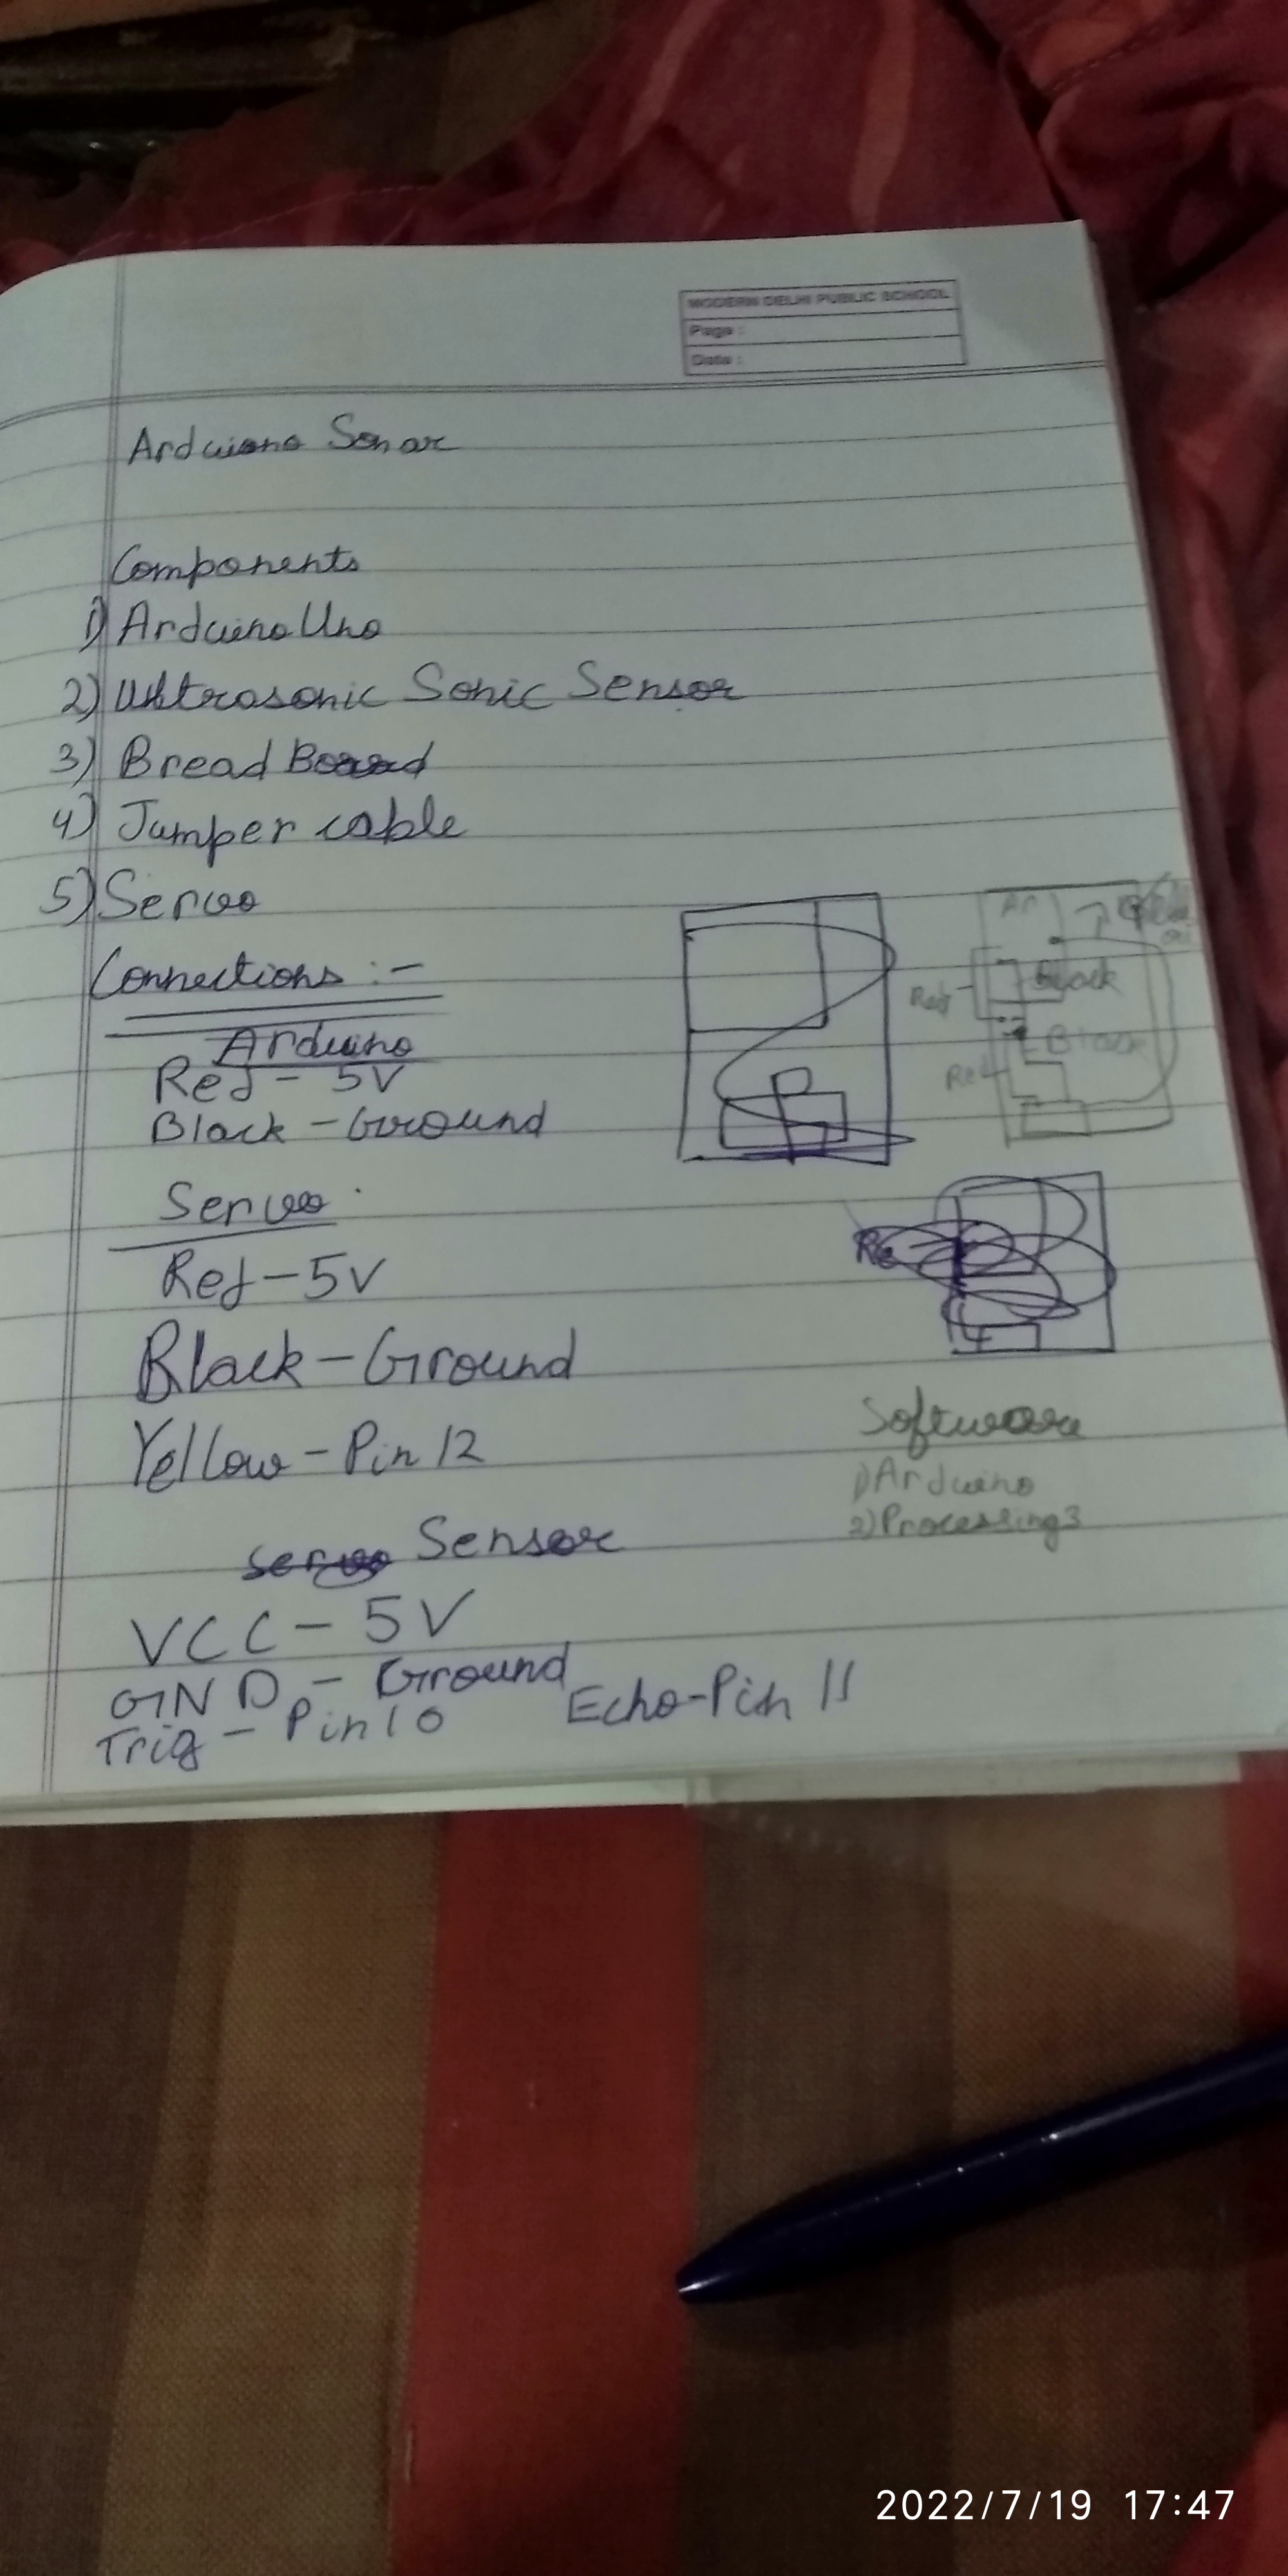 MODERN DELHI PUBLIC SCHOOL
Page :
Date :
Arduiono Sonar
Components
1) Arduino Uno
2) Ultrasonic Sonic Sensor
3) Bread Board
4) Jumper cable
5) Servo
Connections :-
Arduino
Red - 5V
Black - Ground
Servo
Red - 5V
Black - Ground
Yellow - Pin 12
Servo Sensor
VCC - 5V
GND - Ground
Trig - Pin 10 Echo-Pin 11
Ar
Red Black
Black
Red
Re
Software
1) Arduino
2) Processing3
2022/7/19 17:47